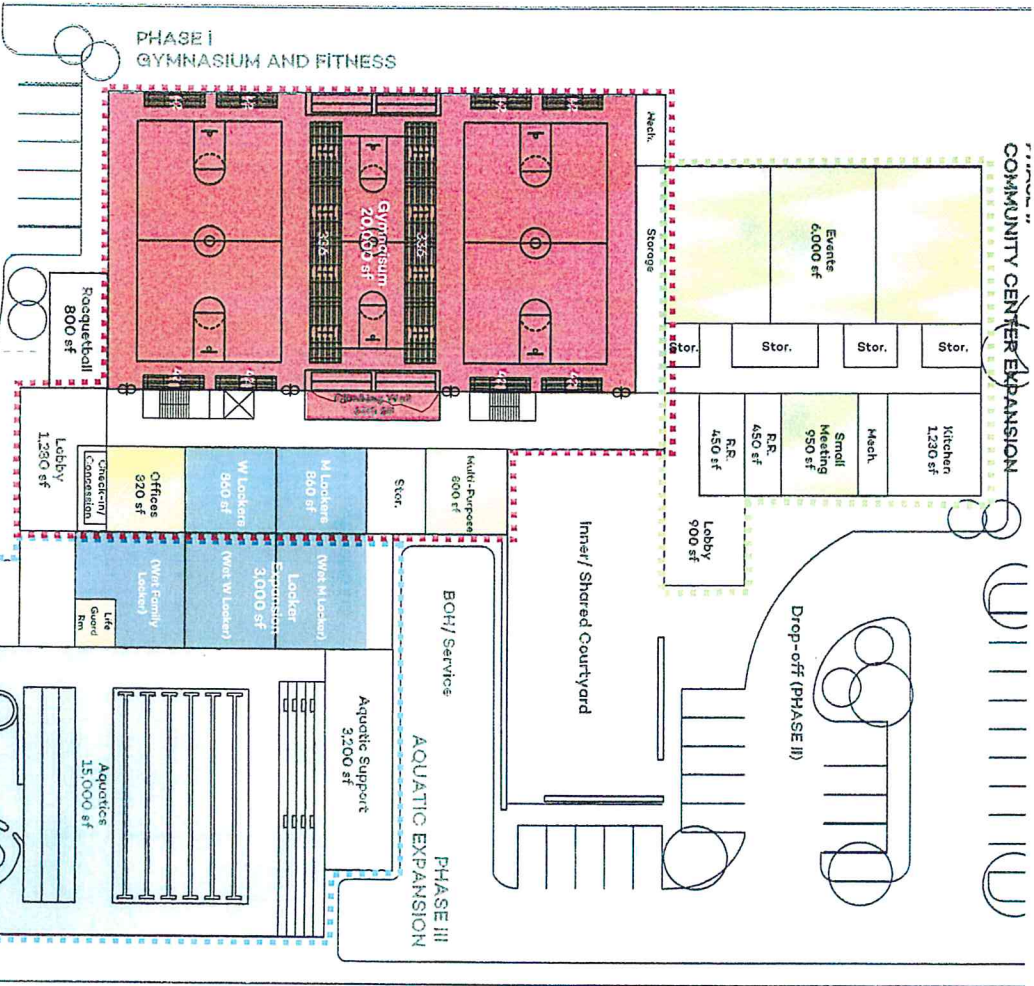 PHASE I
GYMNASIUM AND FITNESS
COMMUNITY CENTER EXPANSION
Mech.
Storage
Events
6,000 sf
Stor.
Stor.
Stor.
Stor.
Kitchen
1,230 sf
Mech.
Small
Meeting
950 sf
R.R.
450 sf
R.R.
450 sf
Lobby
900 sf
Gymnasium
20,000 sf
336
336
Racquetball
800 sf
Lobby
1,280 sf
Check-in/
Concession
Offices
320 sf
W Lockers
860 sf
M Lockers
860 sf
Stor.
Multi-Purpose
800 sf
Inner/ Shared Courtyard
Drop-off (PHASE II)
BOH/ Service
Locker
Expansion
3,000 sf
(Wet M Locker)
(Wet W Locker)
(Wet Family
Locker)
Life
Guard
Rm
Aquatic Support
3,200 sf
Aquatics
15,000 sf
PHASE III
AQUATIC EXPANSION